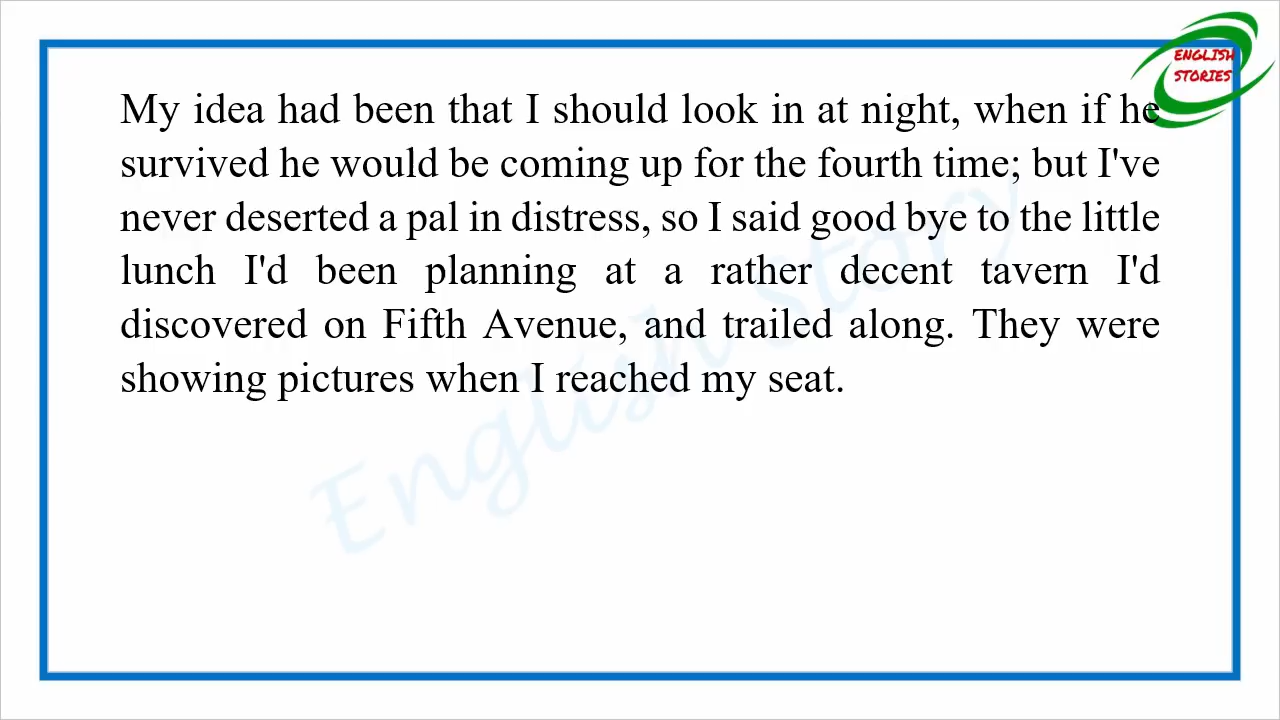 ENGLISH
STORIES
My idea had been that I should look in at night, when if he
survived he would be coming up for the fourth time; but I've
never deserted a pal in distress, so I said good bye to the little
lunch I'd been planning at a rather decent tavern I'd
discovered on Fifth Avenue, and trailed along. They were
showing pictures when I reached my seat.
English Story